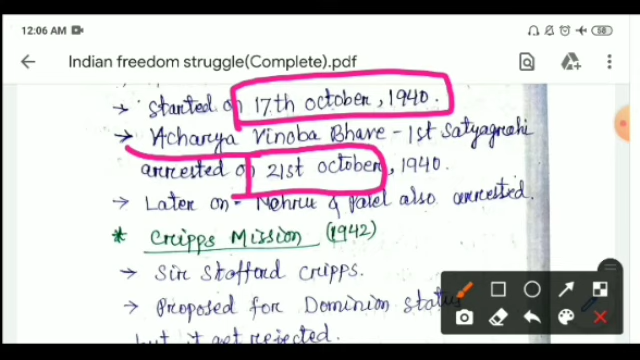 12:06 AM
58
Indian freedom struggle(Complete).pdf
→ Started on 17th october, 1940.
→ Acharya Vinoba Bhave - 1st Satyagrahi
arrested on 21st october, 1940.
→ Later on - Nehru & Patel also arrested.
* Cripps Mission (1942)
→ Sir Stafford Cripps.
→ Proposed for Dominion status
but it got rejected.